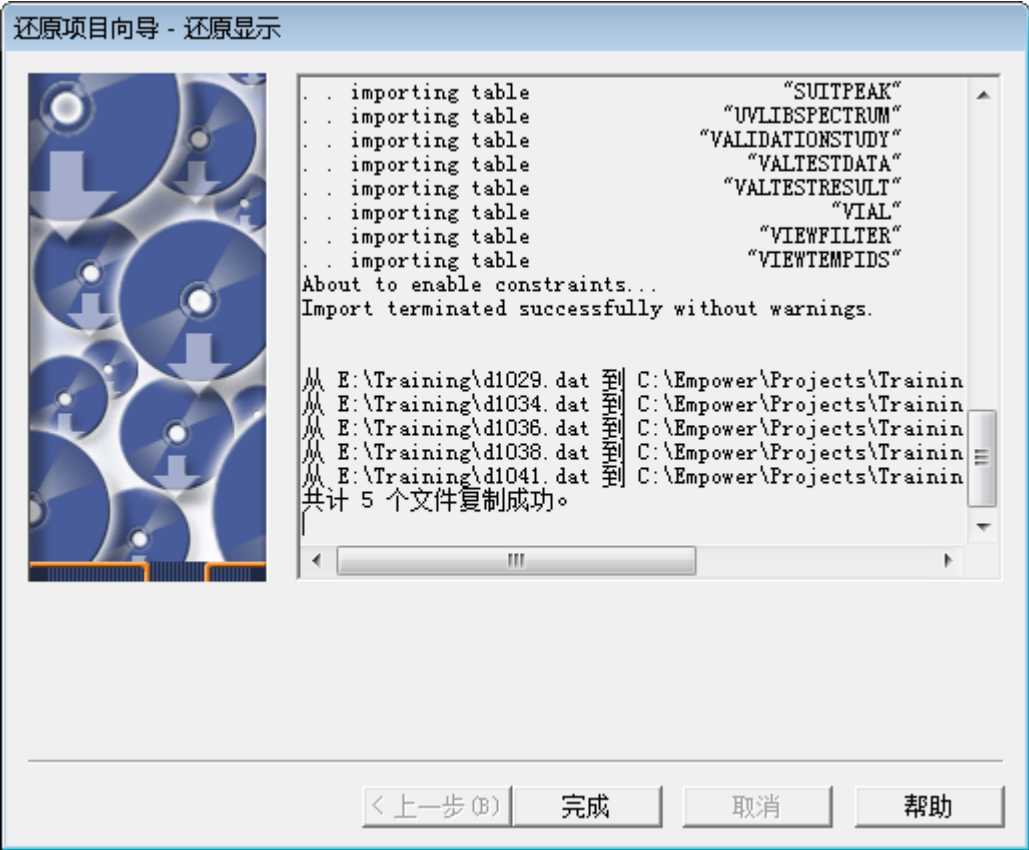 还原项目向导 - 还原显示
. . importing table "SUITPEAK"
. . importing table "UVLIBSPECTRUM"
. . importing table "VALIDATIONSTUDY"
. . importing table "VALTESTDATA"
. . importing table "VALTESTRESULT"
. . importing table "VIAL"
. . importing table "VIEWFILTER"
. . importing table "VIEWTEMPIDS"
About to enable constraints...
Import terminated successfully without warnings.
从 E:\Training\d1029.dat 到 C:\Empower\Projects\Trainin
从 E:\Training\d1034.dat 到 C:\Empower\Projects\Trainin
从 E:\Training\d1036.dat 到 C:\Empower\Projects\Trainin
从 E:\Training\d1038.dat 到 C:\Empower\Projects\Trainin
从 E:\Training\d1041.dat 到 C:\Empower\Projects\Trainin
共计 5 个文件复制成功。
< 上一步(B) 完成 取消 帮助